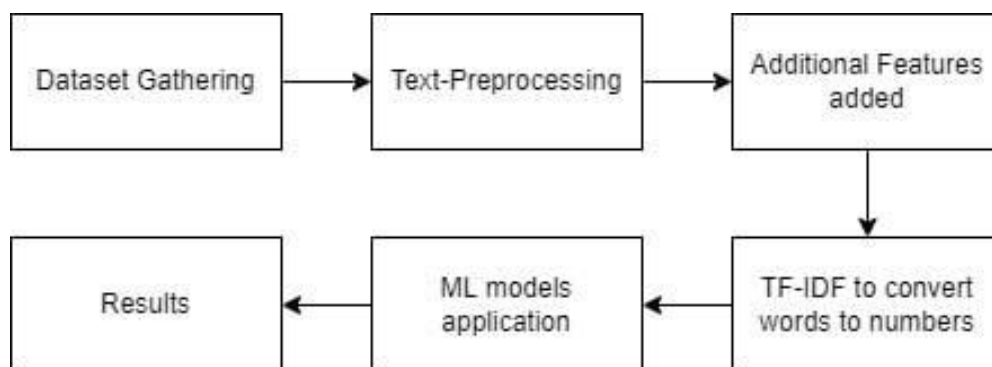 Dataset Gathering
Text-Preprocessing
Additional Features
added
TF-IDF to convert
words to numbers
ML models
application
Results